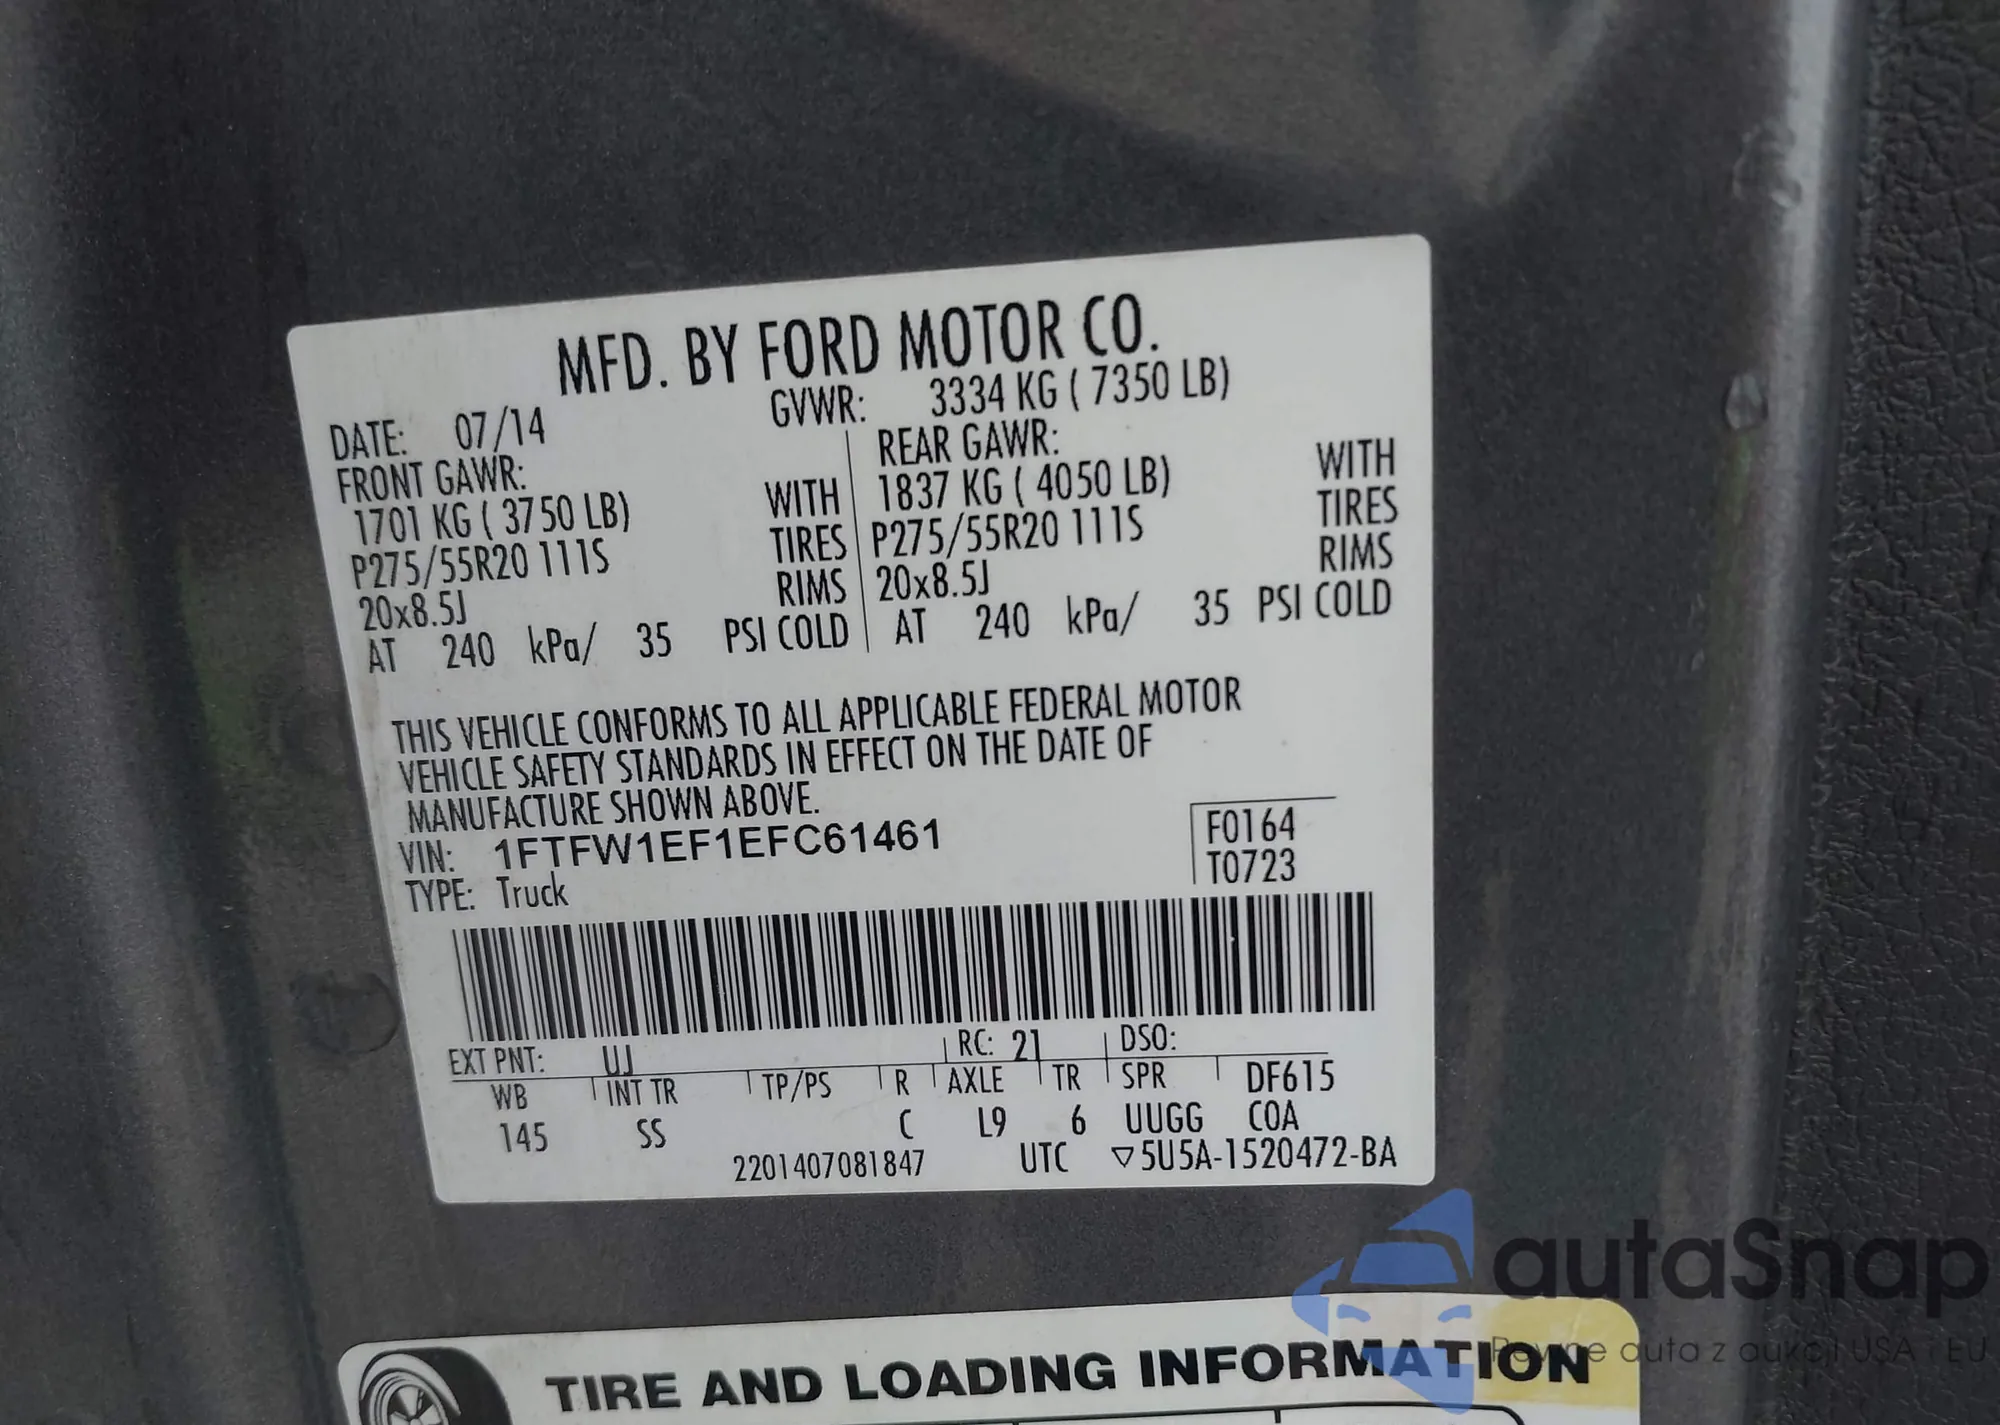 MFD. BY FORD MOTOR CO.
DATE: 07/14 GVWR: 3334 KG ( 7350 LB)
FRONT GAWR: REAR GAWR:
1701 KG ( 3750 LB) WITH 1837 KG ( 4050 LB) WITH
P275/55R20 111S TIRES P275/55R20 111S TIRES
20x8.5J RIMS 20x8.5J RIMS
AT 240 kPa/ 35 PSI COLD AT 240 kPa/ 35 PSI COLD
THIS VEHICLE CONFORMS TO ALL APPLICABLE FEDERAL MOTOR
VEHICLE SAFETY STANDARDS IN EFFECT ON THE DATE OF
MANUFACTURE SHOWN ABOVE.
VIN: 1FTFW1EF1EFC61461 F0164
TYPE: Truck T0723
EXT PNT: UJ RC: 21 DSO:
WB INT TR TP/PS R AXLE TR SPR DF615
145 SS C L9 6 UUGG COA
2201407081847 UTC ▽5U5A-1520472-BA
autaSnap
Pewne auta z aukcji USA i EU
TIRE AND LOADING INFORMATION